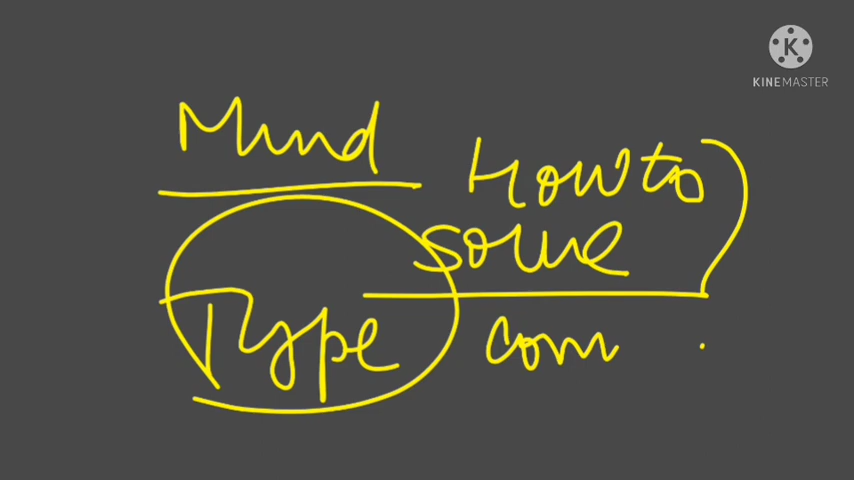 Mind
How to
solve
Type
com.
KINEMASTER